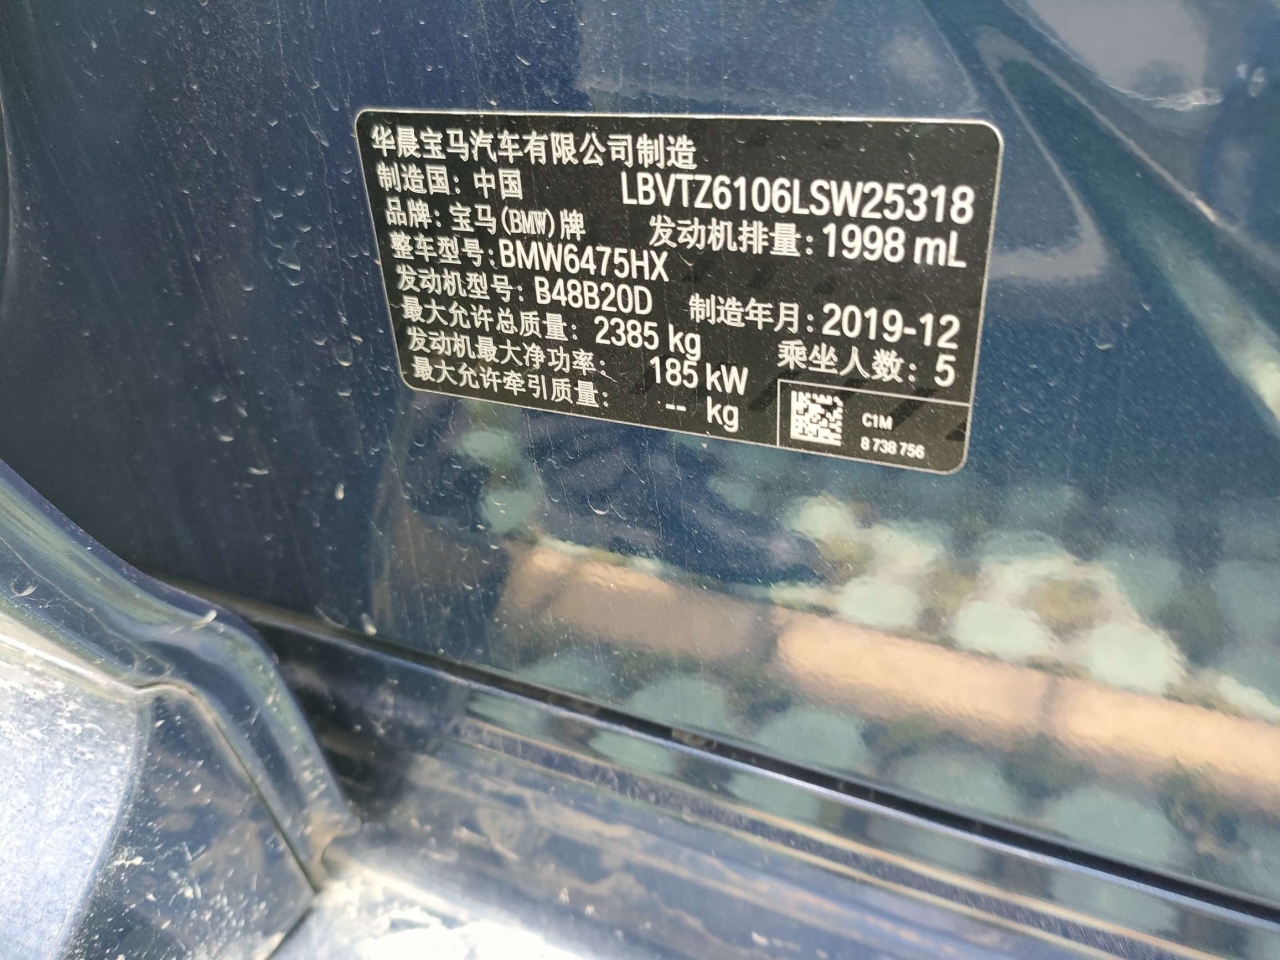 华晨宝马汽车有限公司制造
制造国：中国 LBVTZ6106LSW25318
品牌：宝马(BMW)牌 发动机排量：1998 mL
整车型号：BMW6475HX
发动机型号：B48B20D 制造年月：2019-12
最大允许总质量：2385 kg 乘坐人数：5
发动机最大净功率：185 kW
最大允许牵引质量：-- kg
C1M
8 738 756